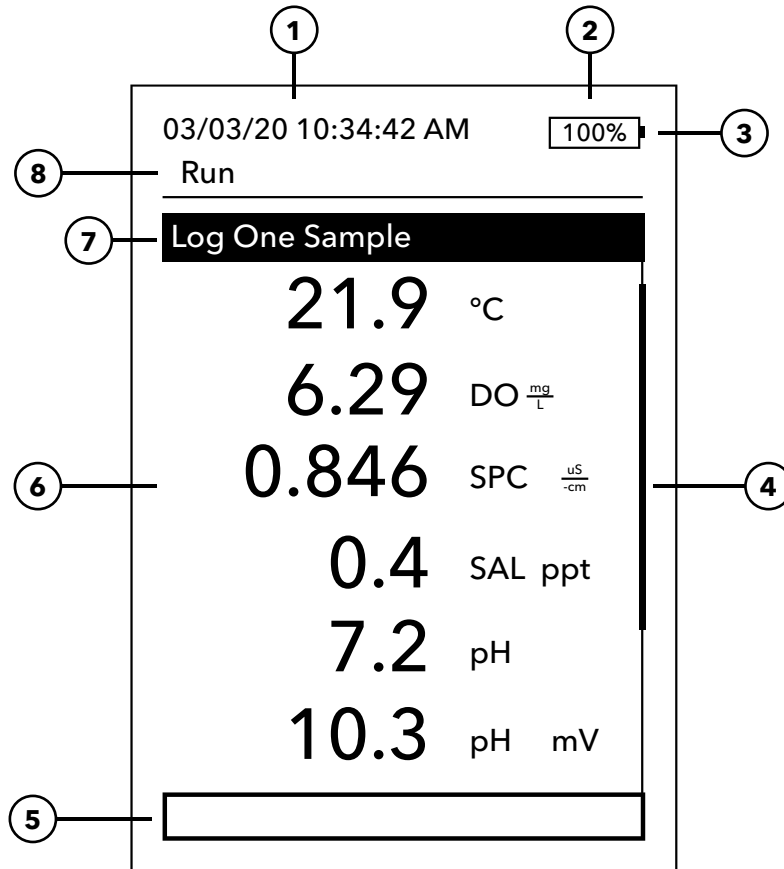 1
2
03/03/20 10:34:42 AM
100%
3
8
Run
7
Log One Sample
21.9 °C
6.29 DO mg/L
6
0.846 SPC uS/-cm
4
0.4 SAL ppt
7.2 pH
10.3 pH mV
5